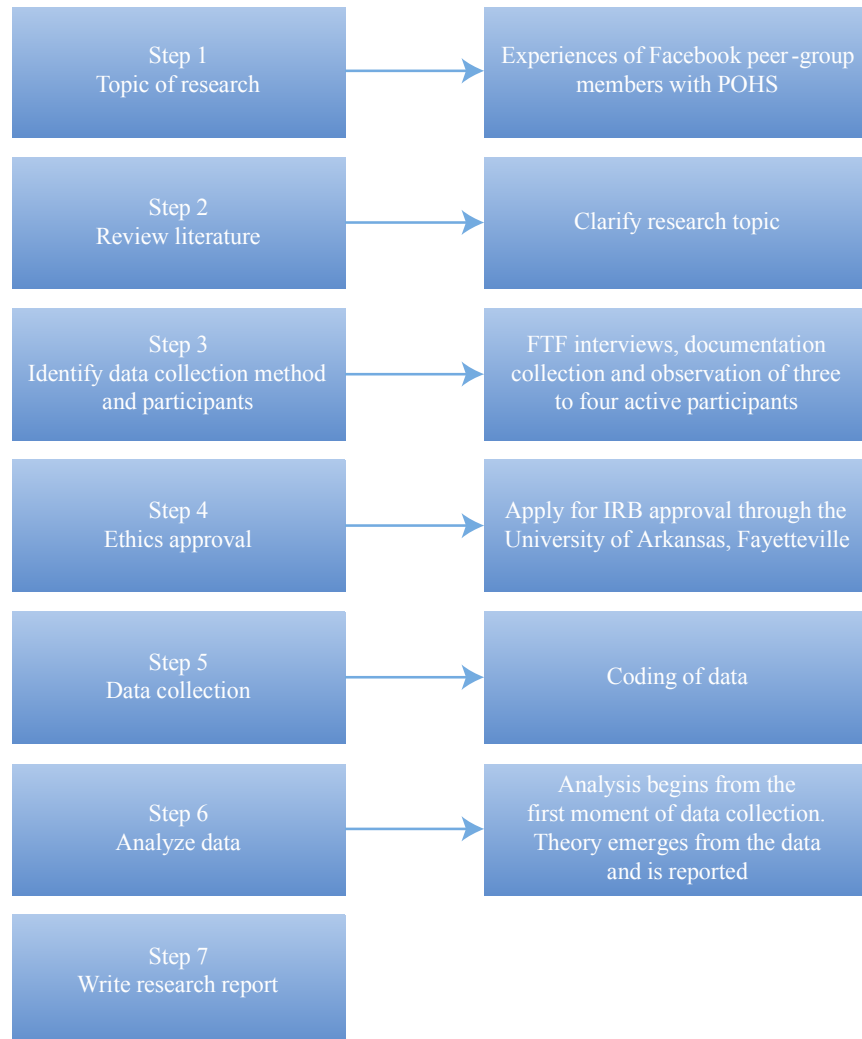 Step 1
Topic of research
Experiences of Facebook peer-group
members with POHS
Step 2
Review literature
Clarify research topic
Step 3
Identify data collection method
and participants
FTF interviews, documentation
collection and observation of three
to four active participants
Step 4
Ethics approval
Apply for IRB approval through the
University of Arkansas, Fayetteville
Step 5
Data collection
Coding of data
Step 6
Analyze data
Analysis begins from the
first moment of data collection.
Theory emerges from the data
and is reported
Step 7
Write research report